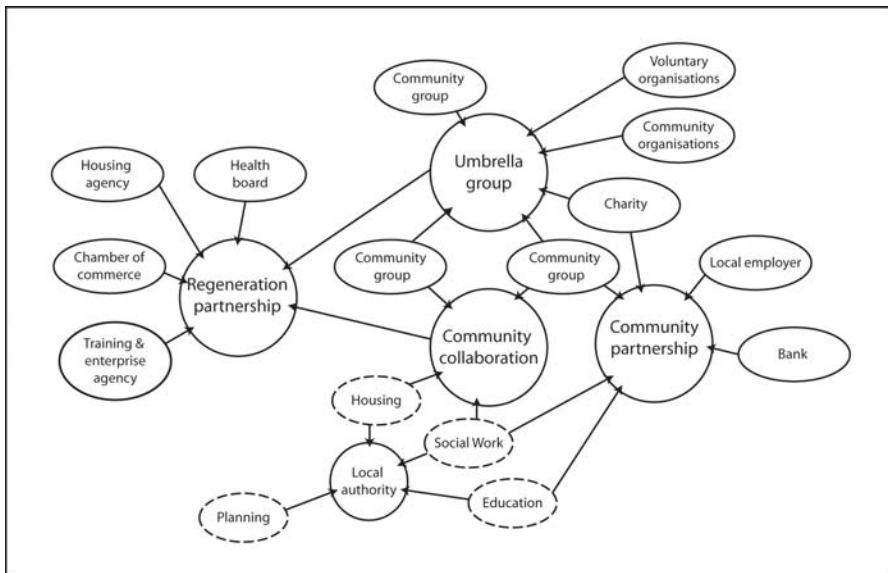 Community
group
Voluntary
organisations
Community
organisations
Umbrella
group
Housing
agency
Health
board
Charity
Chamber of
commerce
Regeneration
partnership
Community
group
Community
group
Local employer
Training &
enterprise
agency
Community
collaboration
Community
partnership
Bank
Housing
Social Work
Local
authority
Planning
Education